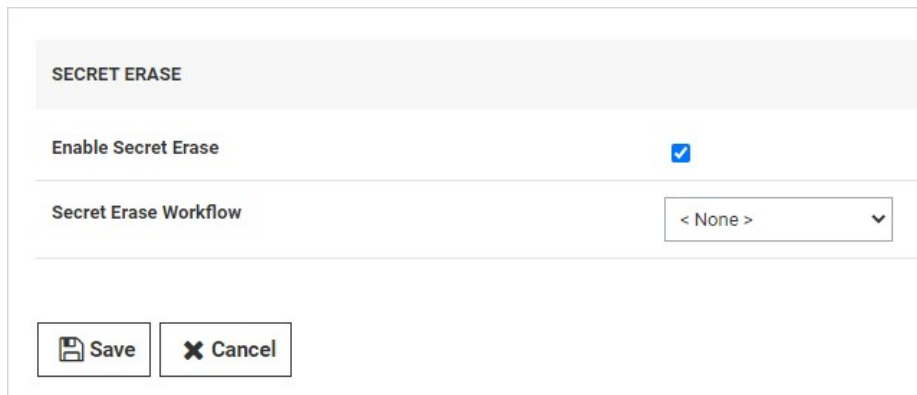 SECRET ERASE
Enable Secret Erase
Secret Erase Workflow
< None >
Save
Cancel